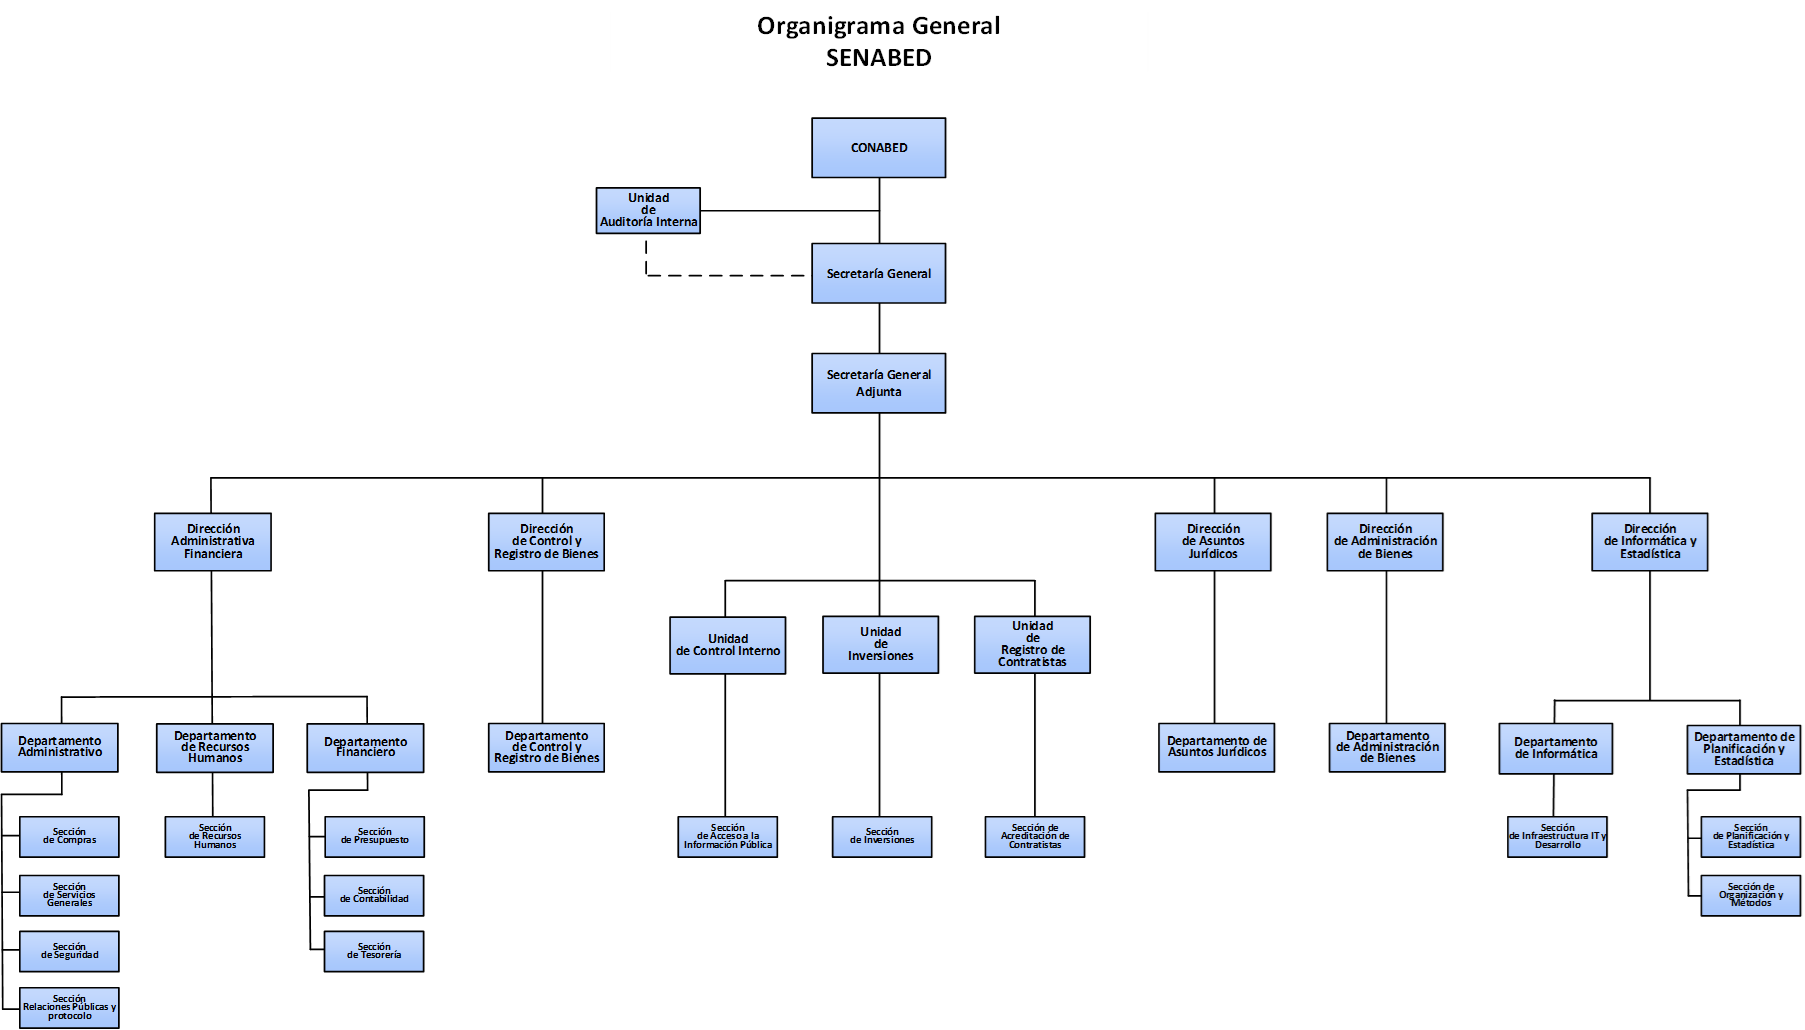 Organigrama General
SENABED
CONABED
Unidad
de
Auditoría Interna
Secretaría General
Secretaría General
Adjunta
Dirección
Administrativa
Financiera
Dirección
de Control y
Registro de Bienes
Dirección
de Asuntos
Jurídicos
Dirección
de Administración
de Bienes
Dirección
de Informática y
Estadística
Unidad
de Control Interno
Unidad
de
Inversiones
Unidad
de
Registro de
Contratistas
Departamento
Administrativo
Departamento
de Recursos
Humanos
Departamento
Financiero
Departamento
de Control y
Registro de Bienes
Departamento de
Asuntos Jurídicos
Departamento
de Administración
de Bienes
Departamento
de Informática
Departamento de
Planificación y
Estadística
Sección
de Compras
Sección
de Recursos
Humanos
Sección
de Presupuesto
Sección
de Acceso a la
Información Pública
Sección
de Inversiones
Sección de
Acreditación de
Contratistas
Sección
de Infraestructura IT y
Desarrollo
Sección
de Planificación y
Estadística
Sección
de Servicios
Generales
Sección
de Contabilidad
Sección de
Organización y
Métodos
Sección
de Seguridad
Sección
de Tesorería
Sección
Relaciones Públicas y
protocolo